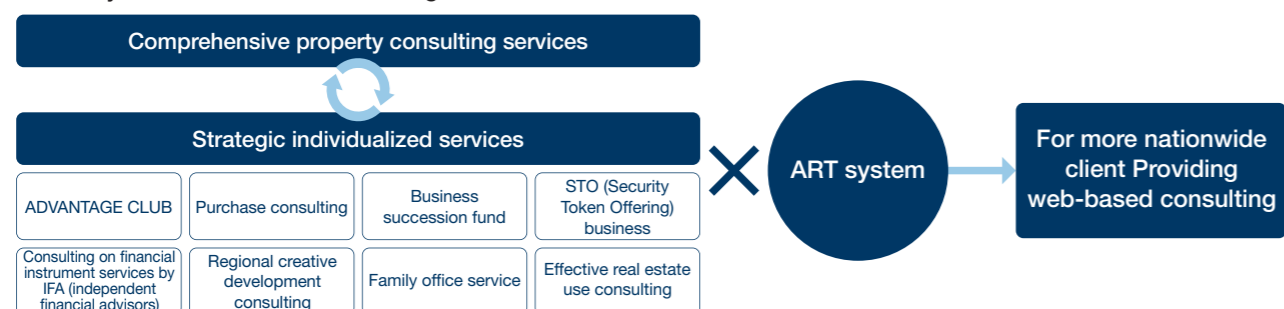 Comprehensive property consulting services
Strategic individualized services
ADVANTAGE CLUB
Purchase consulting
Business
succession fund
STO (Security
Token Offering)
business
Consulting on financial
instrument services by
IFA (independent
financial advisors)
Regional creative
development
consulting
Family office service
Effective real estate
use consulting
ART system
For more nationwide
client Providing
web-based consulting